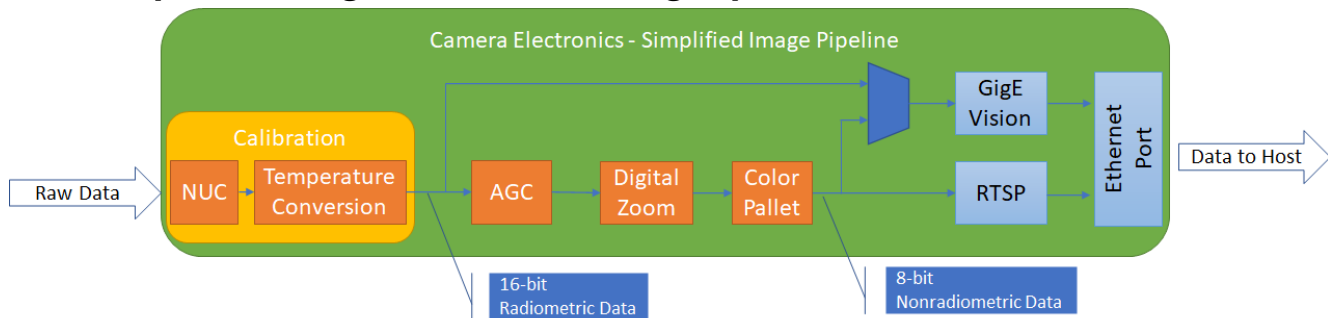 Camera Electronics - Simplified Image Pipeline
Calibration
Raw Data
NUC
Temperature
Conversion
AGC
Digital
Zoom
Color
Pallet
GigE
Vision
RTSP
Ethernet
Port
Data to Host
16-bit
Radiometric Data
8-bit
Nonradiometric Data